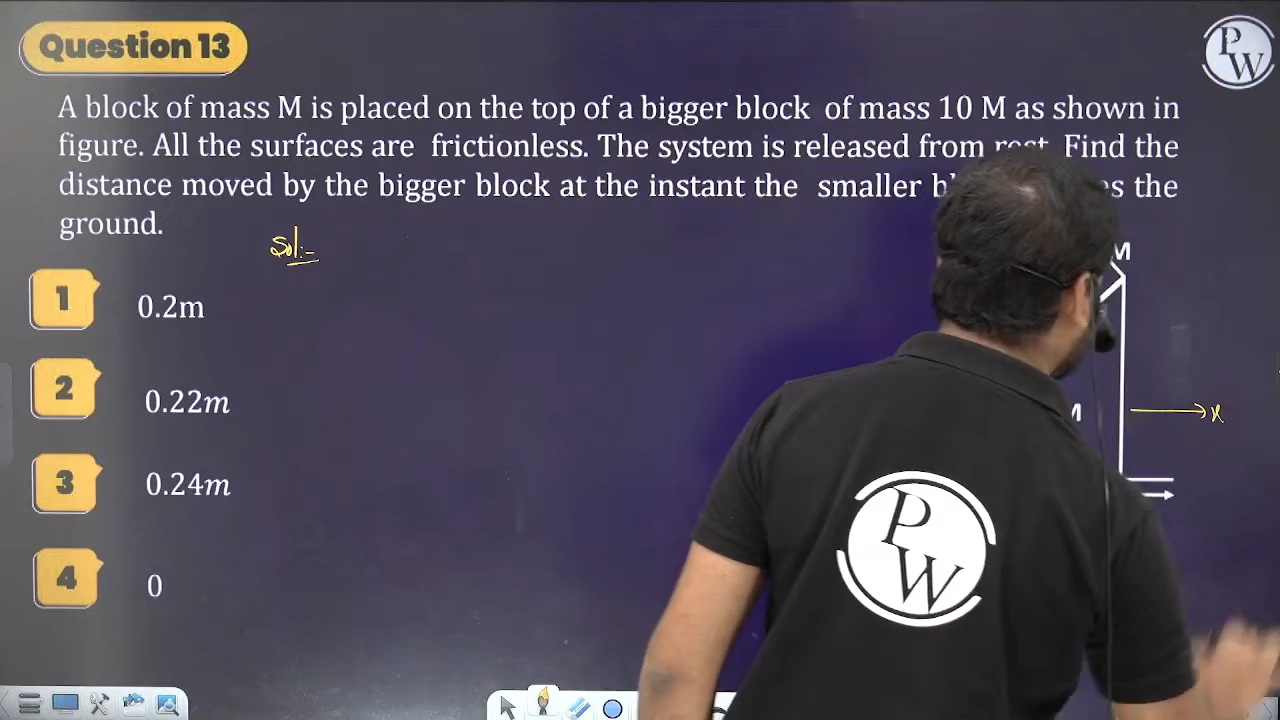 Question 13
P
W
A block of mass M is placed on the top of a bigger block of mass 10 M as shown in
figure. All the surfaces are frictionless. The system is released from rest. Find the
distance moved by the bigger block at the instant the smaller the
ground.
Sol:-
M
1 0.2m
2 0.22m
M
x
3 0.24m
P
W
4 0